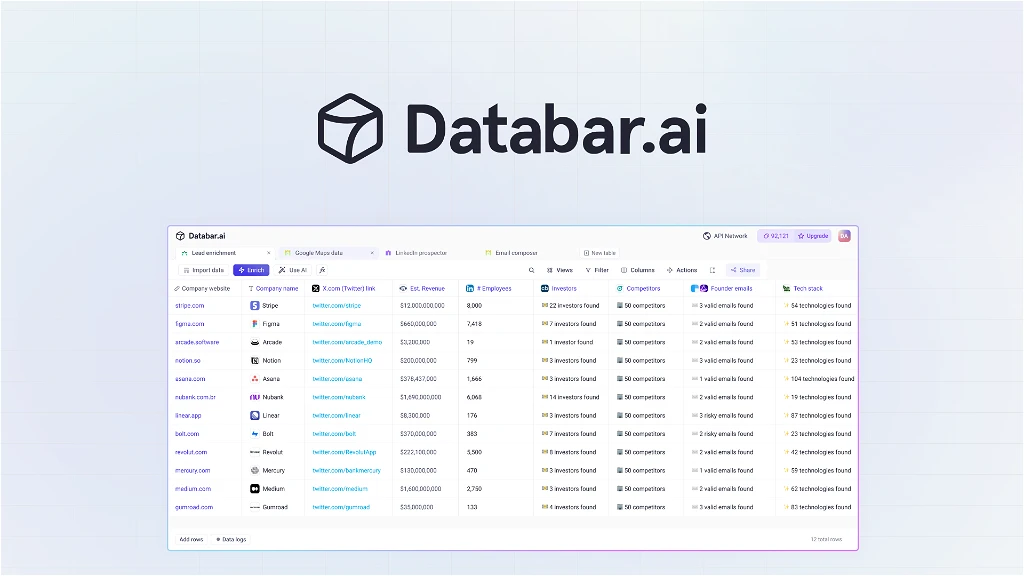 Databar.ai
Databar.ai API Network 92,121 Upgrade DA
Lead enrichment × Google Maps data × LinkedIn prospector Email composer New table
Import data Enrich Use AI fx Views Filter Columns Actions Share
Company website Company name X.com (Twitter) link Est. Revenue # Employees Investors Competitors Founder emails Tech stack
stripe.com Stripe twitter.com/stripe $12,000,000,000 8,000 22 investors found 50 competitors 3 valid emails found 54 technologies found
figma.com Figma twitter.com/figma $660,000,000 7,418 7 investors found 50 competitors 2 valid emails found 51 technologies found
arcade.software Arcade twitter.com/arcade_demo $3,200,000 19 1 investor found 50 competitors 2 valid emails found 53 technologies found
notion.so Notion twitter.com/NotionHQ $200,000,000 799 3 investors found 50 competitors 3 valid emails found 23 technologies found
asana.com Asana twitter.com/asana $378,437,000 1,666 3 investors found 50 competitors 1 valid emails found 104 technologies found
nubank.com.br Nubank twitter.com/nubank $1,690,000,000 6,068 14 investors found 50 competitors 2 valid emails found 19 technologies found
linear.app Linear twitter.com/linear $8,300,000 176 3 investors found 50 competitors 3 risky emails found 87 technologies found
bolt.com Bolt twitter.com/bolt $370,000,000 383 7 investors found 50 competitors 2 risky emails found 23 technologies found
revolut.com Revolut twitter.com/RevolutApp $222,100,000 5,500 8 investors found 50 competitors 2 valid emails found 42 technologies found
mercury.com Mercury twitter.com/bankmercury $130,000,000 470 3 investors found 50 competitors 1 valid emails found 59 technologies found
medium.com Medium twitter.com/medium $1,600,000,000 2,750 3 investors found 50 competitors 2 valid emails found 62 technologies found
gumroad.com Gumroad twitter.com/gumroad $35,000,000 133 4 investors found 50 competitors 3 valid emails found 83 technologies found
Add rows Data logs 12 total rows